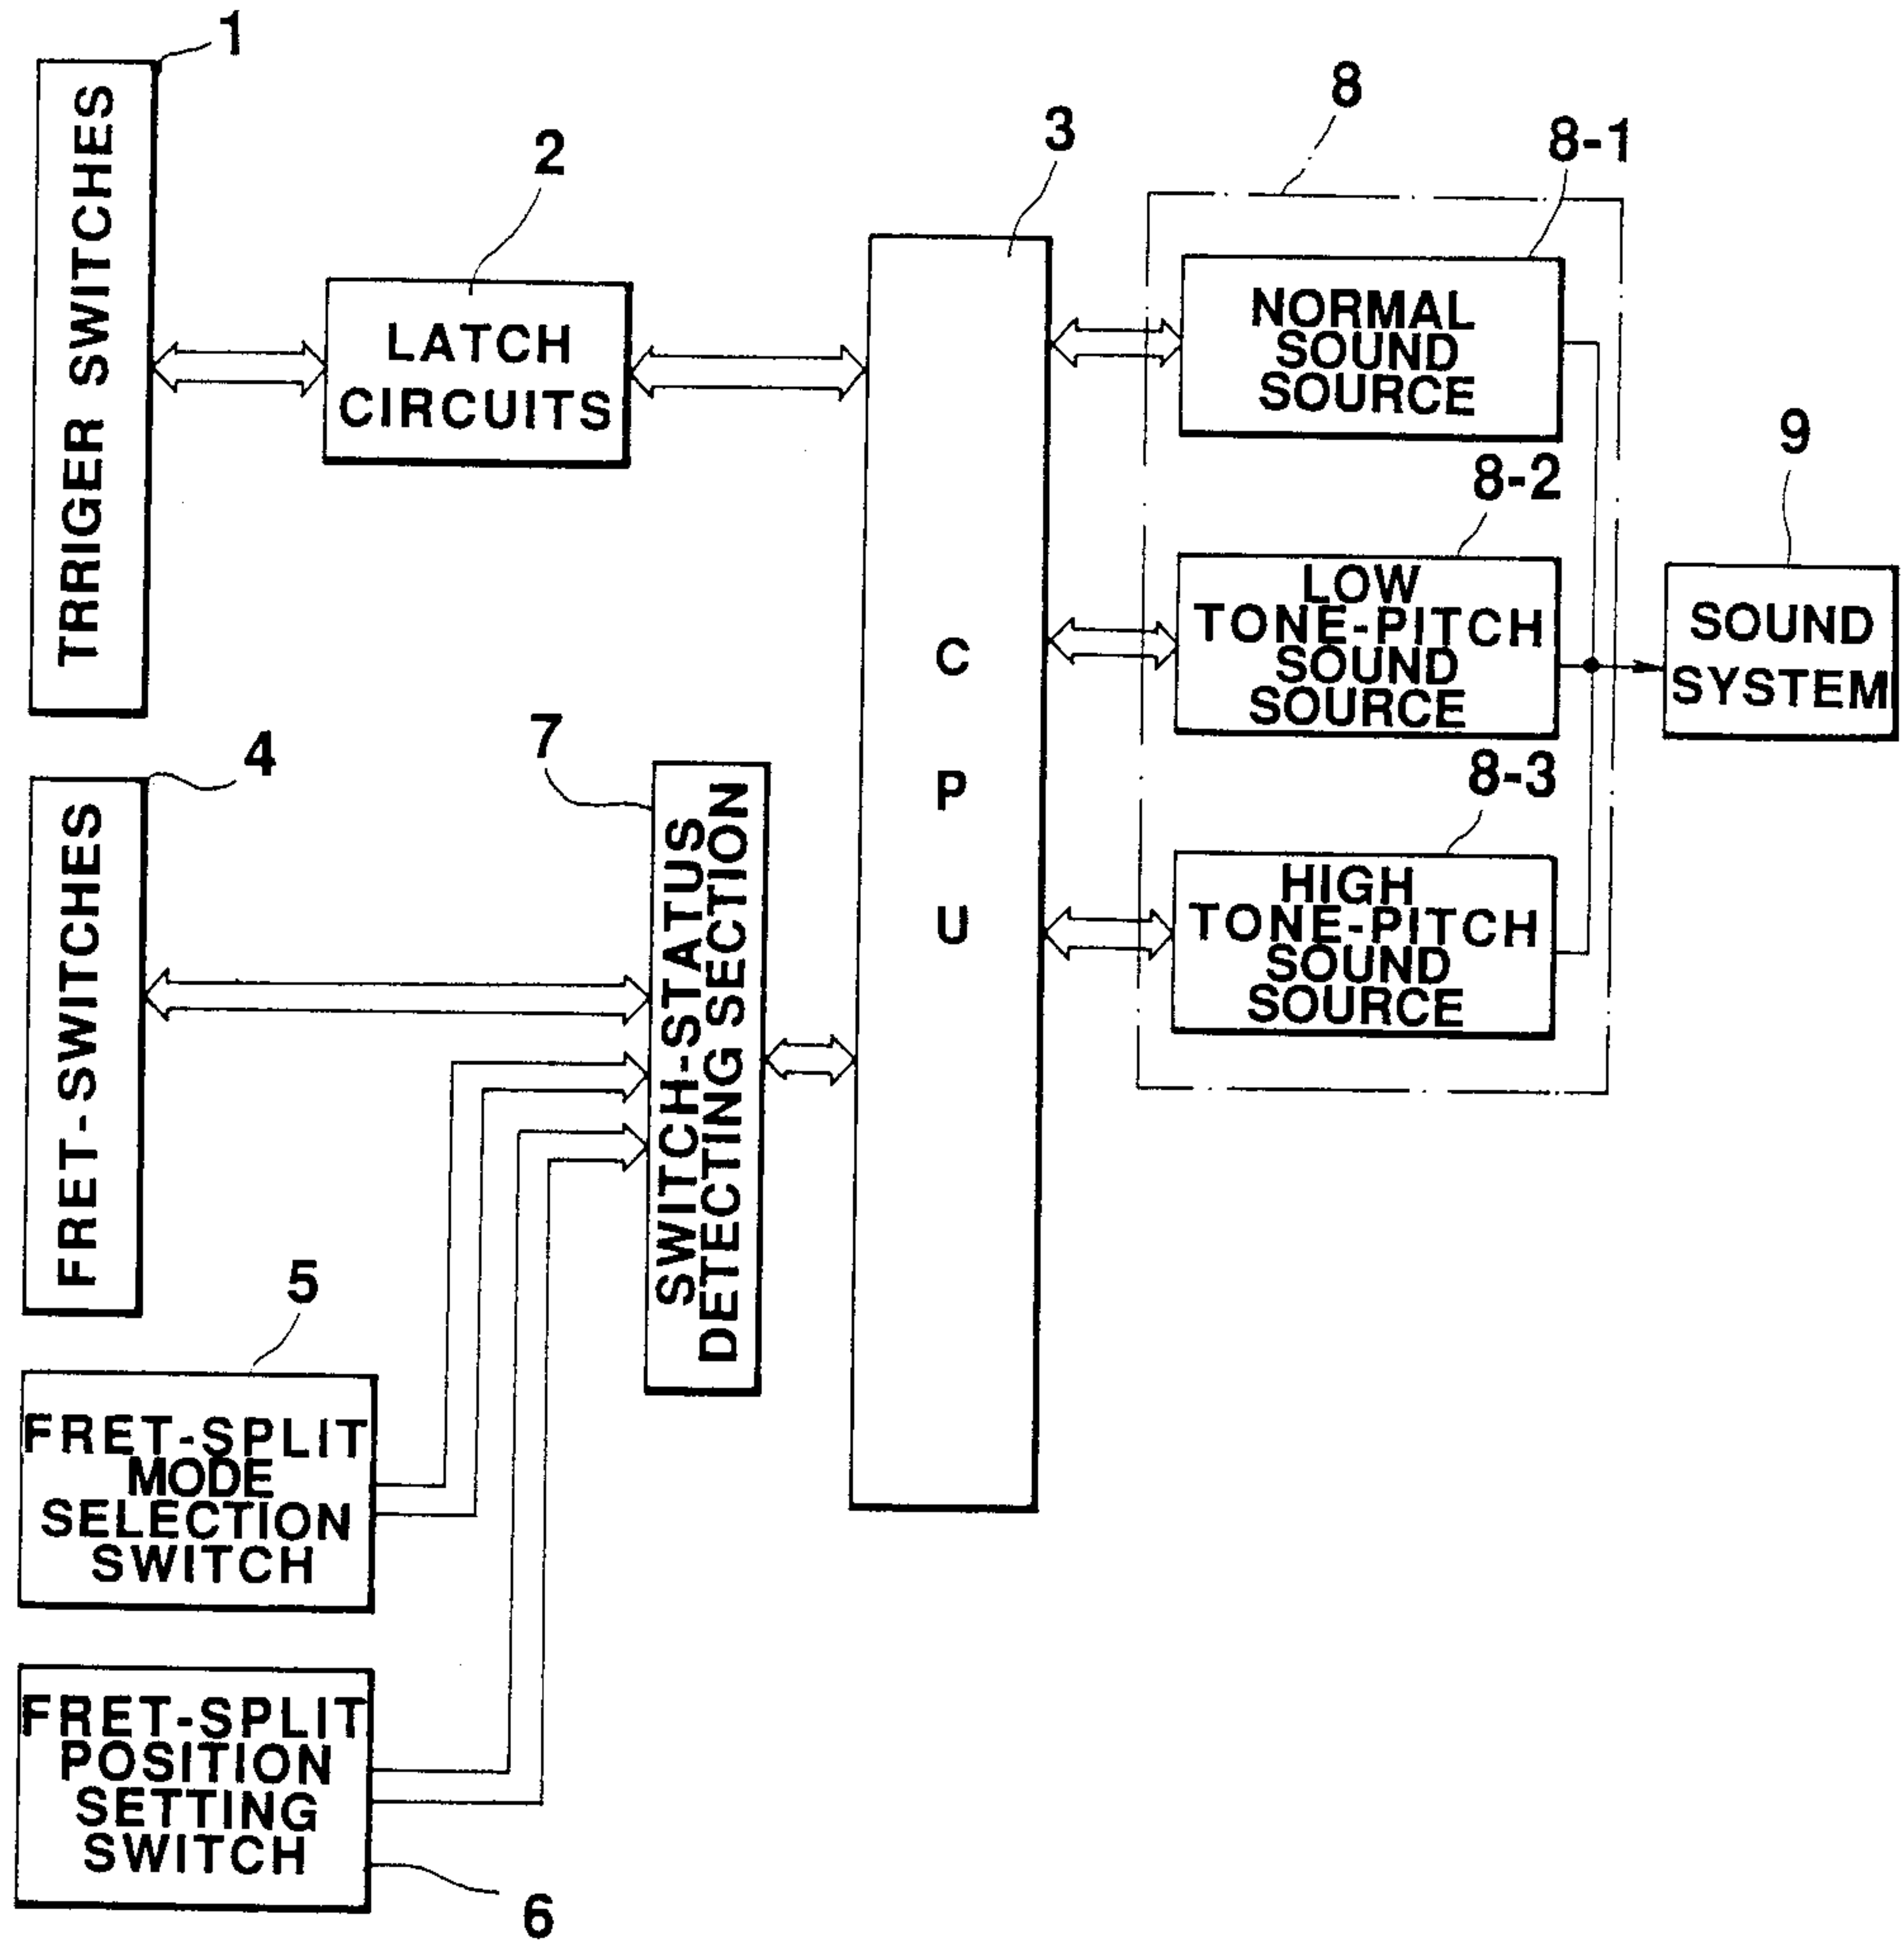 1
TRRIGER SWITCHES
2
LATCH
CIRCUITS
3
C
P
U
8
8-1
NORMAL
SOUND
SOURCE
8-2
LOW
TONE-PITCH
SOUND
SOURCE
8-3
HIGH
TONE-PITCH
SOUND
SOURCE
9
SOUND
SYSTEM
4
FRET-SWITCHES
7
SWITCH-STATUS
DETECTING SECTION
5
FRET-SPLIT
MODE
SELECTION
SWITCH
FRET-SPLIT
POSITION
SETTING
SWITCH
6